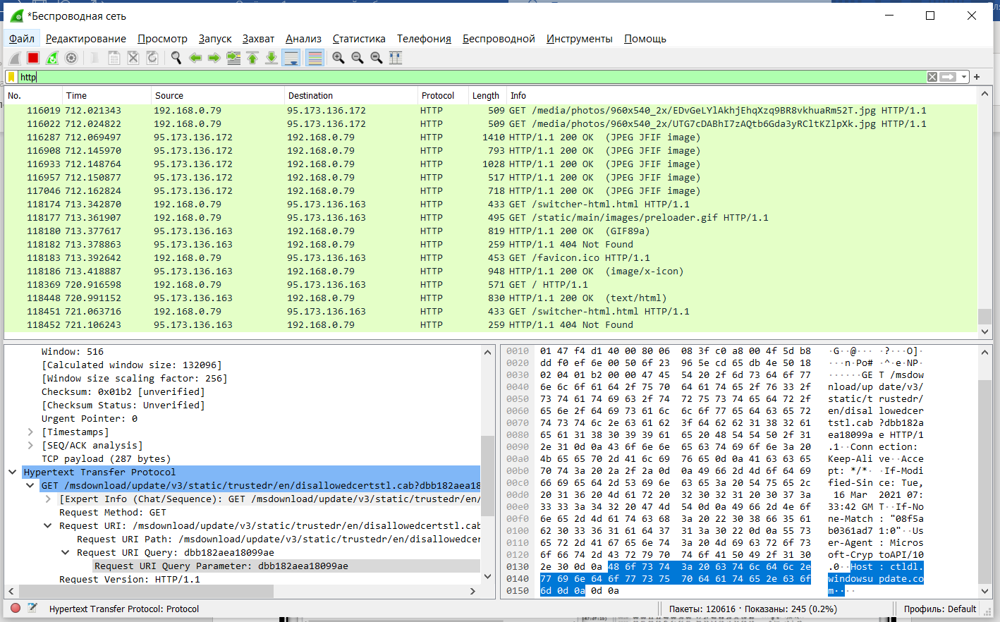 *Беспроводная сеть
Файл Редактирование Просмотр Запуск Захват Анализ Статистика Телефония Беспроводной Инструменты Помощь
http
No. Time Source Destination Protocol Length Info
116019 712.021343 192.168.0.79 95.173.136.172 HTTP 509 GET /media/photos/960x540_2x/EDvGeLYlAkhjEhqXzq9BR8vkhuaRm52T.jpg HTTP/1.1
116022 712.024822 192.168.0.79 95.173.136.172 HTTP 509 GET /media/photos/960x540_2x/UTG7cDABhI7zAQtb6Gda3yRCltKZlpXk.jpg HTTP/1.1
116287 712.069497 95.173.136.172 192.168.0.79 HTTP 1410 HTTP/1.1 200 OK (JPEG JFIF image)
116908 712.145970 95.173.136.172 192.168.0.79 HTTP 793 HTTP/1.1 200 OK (JPEG JFIF image)
116933 712.148764 95.173.136.172 192.168.0.79 HTTP 1028 HTTP/1.1 200 OK (JPEG JFIF image)
116957 712.150877 95.173.136.172 192.168.0.79 HTTP 517 HTTP/1.1 200 OK (JPEG JFIF image)
117046 712.162824 95.173.136.172 192.168.0.79 HTTP 718 HTTP/1.1 200 OK (JPEG JFIF image)
118174 713.342870 192.168.0.79 95.173.136.163 HTTP 433 GET /switcher-html.html HTTP/1.1
118177 713.361907 192.168.0.79 95.173.136.163 HTTP 495 GET /static/main/images/preloader.gif HTTP/1.1
118180 713.377617 95.173.136.163 192.168.0.79 HTTP 819 HTTP/1.1 200 OK (GIF89a)
118182 713.378863 95.173.136.163 192.168.0.79 HTTP 259 HTTP/1.1 404 Not Found
118183 713.392642 192.168.0.79 95.173.136.163 HTTP 453 GET /favicon.ico HTTP/1.1
118186 713.418887 95.173.136.163 192.168.0.79 HTTP 948 HTTP/1.1 200 OK (image/x-icon)
118369 720.916598 192.168.0.79 95.173.136.163 HTTP 571 GET / HTTP/1.1
118448 720.991152 95.173.136.163 192.168.0.79 HTTP 830 HTTP/1.1 200 OK (text/html)
118451 721.063716 192.168.0.79 95.173.136.163 HTTP 433 GET /switcher-html.html HTTP/1.1
118452 721.106243 95.173.136.163 192.168.0.79 HTTP 259 HTTP/1.1 404 Not Found
Window: 516
[Calculated window size: 132096]
[Window size scaling factor: 256]
Checksum: 0x01b2 [unverified]
[Checksum Status: Unverified]
Urgent Pointer: 0
[Timestamps]
[SEQ/ACK analysis]
TCP payload (287 bytes)
Hypertext Transfer Protocol
GET /msdownload/update/v3/static/trustedr/en/disallowedcertstl.cab?dbb182aea18
[Expert Info (Chat/Sequence): GET /msdownload/update/v3/static/trustedr/en/
Request Method: GET
Request URI: /msdownload/update/v3/static/trustedr/en/disallowedcertstl.cab
Request URI Path: /msdownload/update/v3/static/trustedr/en/disallowedcer
Request URI Query: dbb182aea18099ae
Request URI Query Parameter: dbb182aea18099ae
Request Version: HTTP/1.1
0010 01 47 f4 d1 40 00 80 06 08 3f c0 a8 00 4f 5d b8 ·G··@··· ·?···O]·
0020 dd f0 ef 6e 00 50 6f 23 96 5e cd 65 db 4e 50 18 ···n·Po# ·^·e·NP·
0030 02 04 01 b2 00 00 47 45 54 20 2f 6d 73 64 6f 77 ······GE T /msdow
0040 6e 6c 6f 61 64 2f 75 70 64 61 74 65 2f 76 33 2f nload/up date/v3/
0050 73 74 61 74 69 63 2f 74 72 75 73 74 65 64 72 2f static/t rustedr/
0060 65 6e 2f 64 69 73 61 6c 6c 6f 77 65 64 63 65 72 en/disal lowedcer
0070 74 73 74 6c 2e 63 61 62 3f 64 62 62 31 38 32 61 tstl.cab ?dbb182a
0080 65 61 31 38 30 39 39 61 65 20 48 54 54 50 2f 31 ea18099a e HTTP/1
0090 2e 31 0d 0a 43 6f 6e 6e 65 63 74 69 6f 6e 3a 20 .1··Conn ection:
00a0 4b 65 65 70 2d 41 6c 69 76 65 0d 0a 41 63 63 65 Keep-Ali ve··Acce
00b0 70 74 3a 20 2a 2f 2a 0d 0a 49 66 2d 4d 6f 64 69 pt: */*· ·If-Modi
00c0 66 69 65 64 2d 53 69 6e 63 65 3a 20 54 75 65 2c fied-Sin ce: Tue,
00d0 20 31 36 20 4d 61 72 20 32 30 32 31 20 30 37 3a 16 Mar 2021 07:
00e0 33 33 3a 34 32 20 47 4d 54 0d 0a 49 66 2d 4e 6f 33:42 GM T··If-No
00f0 6e 65 2d 4d 61 74 63 68 3a 20 22 30 38 66 35 61 ne-Match : "08f5a
0100 62 30 33 36 31 61 64 37 31 3a 30 22 0d 0a 55 73 b0361ad7 1:0"··Us
0110 65 72 2d 41 67 65 6e 74 3a 20 4d 69 63 72 6f 73 er-Agent : Micros
0120 6f 66 74 2d 43 72 79 70 74 6f 41 50 49 2f 31 30 oft-Cryp toAPI/10
0130 2e 30 0d 0a 48 6f 73 74 3a 20 63 74 6c 64 6c 2e .0··Host : ctldl.
0140 77 69 6e 64 6f 77 73 75 70 64 61 74 65 2e 63 6f windowsu pdate.co
0150 6d 0d 0a 0d 0a m····
Hypertext Transfer Protocol: Protocol Пакеты: 120616 · Показаны: 245 (0.2%) Профиль: Default